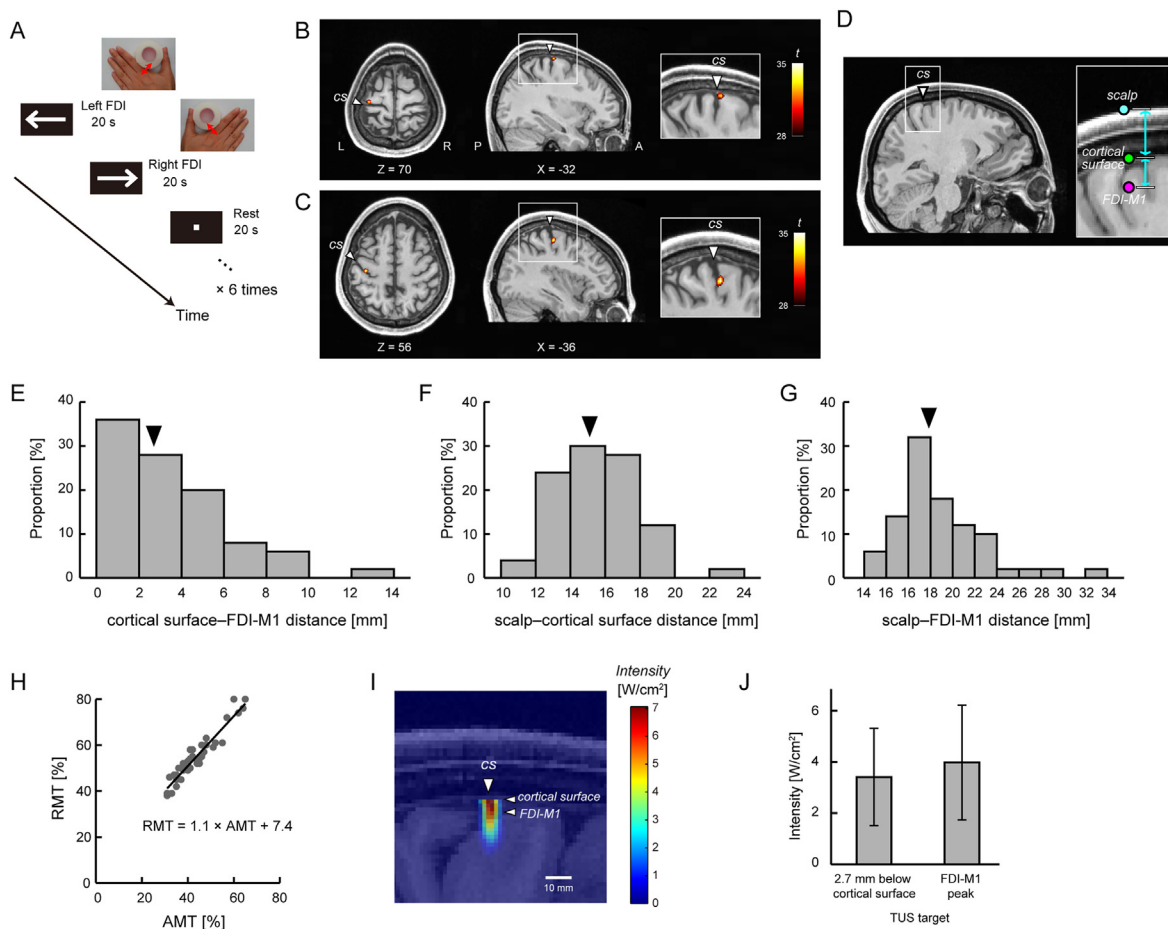 A
Left FDI
20 s
Right FDI
20 s
Rest
20 s
× 6 times
Time
B
cs
L
R
Z = 70
cs
P
A
X = -32
cs
t
35
28
C
cs
Z = 56
X = -36
cs
t
35
28
D
cs
scalp
cortical
surface
FDI-M1
E
Proportion [%]
40
30
20
10
0
0 2 4 6 8 10 12 14
cortical surface–FDI-M1 distance [mm]
F
Proportion [%]
40
30
20
10
0
10 12 14 16 18 20 22 24
scalp–cortical surface distance [mm]
G
Proportion [%]
40
30
20
10
0
14 16 18 20 22 24 26 28 30 32 34
scalp–FDI-M1 distance [mm]
H
RMT [%]
80
60
40
20
0
RMT = 1.1 × AMT + 7.4
0 20 40 60 80
AMT [%]
I
Intensity
[W/cm²]
7
6
5
4
3
2
1
0
cs
cortical surface
FDI-M1
10 mm
J
Intensity [W/cm²]
6
4
2
0
2.7 mm below
cortical surface
FDI-M1
peak
TUS target